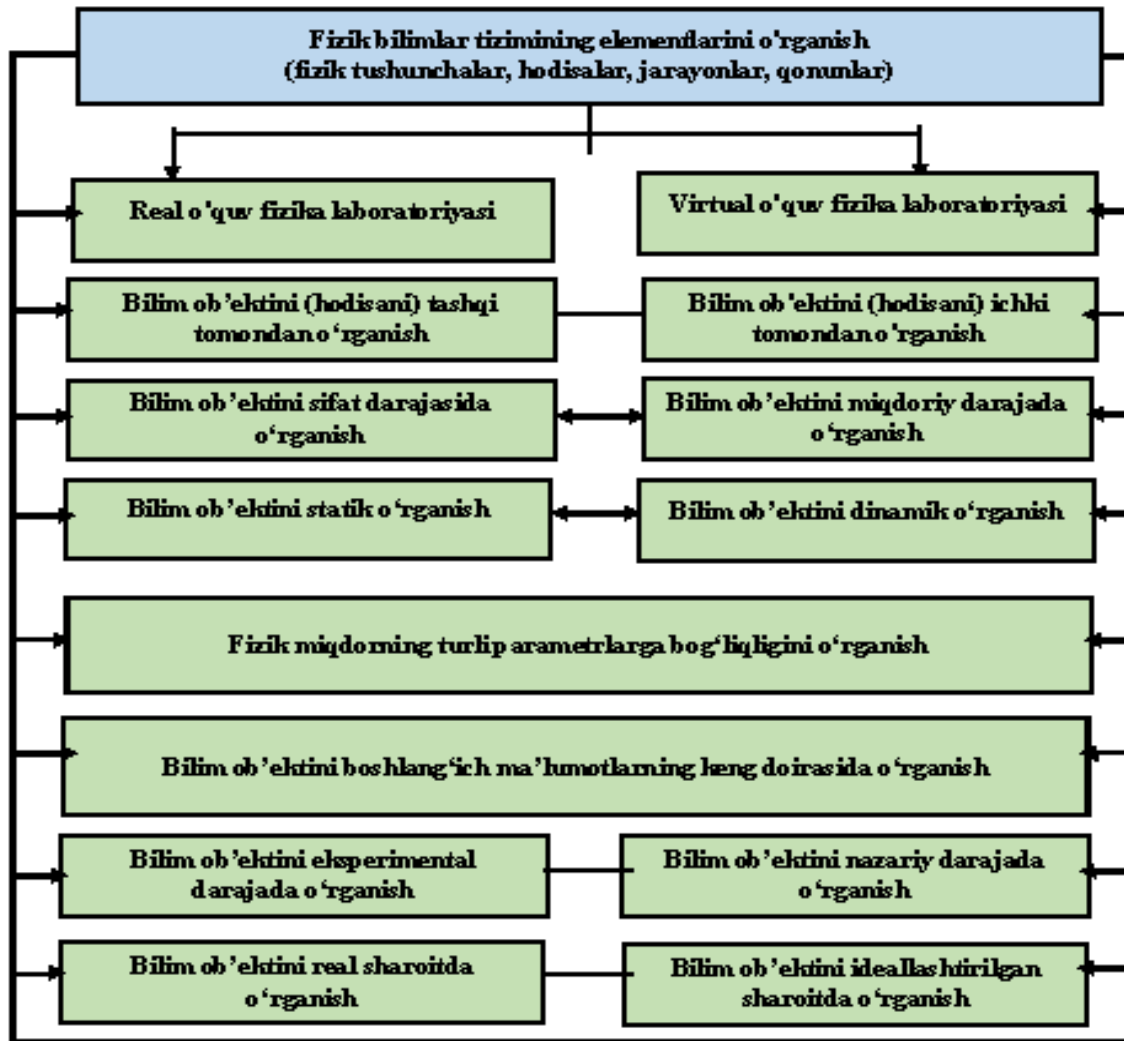 Fizik bilimlar tizimining elementlarini o'rganish
(fizik tushunchalar, hodisalar, jarayonlar, qonunlar)
Real o'quv fizika laboratoriyasi
Virtual o'quv fizika laboratoriyasi
Bilim ob’ektini (hodisani) tashqi
tomondan o‘rganish
Bilim ob'ektini (hodisani) ichki
tomondan o'rganish
Bilim ob’ektini sifat darajasida
o‘rganish
Bilim ob’ektini miqdoriy darajada
o‘rganish
Bilim ob’ektini statik o‘rganish
Bilim ob’ektini dinamik o‘rganish
Fizik miqdorning turlip arametrlarga bog‘liqligini o‘rganish
Bilim ob’ektini boshlang‘ich ma’lumotlarning keng doirasida o‘rganish
Bilim ob’ektini eksperimental
darajada o‘rganish
Bilim ob’ektini nazariy darajada
o‘rganish
Bilim ob’ektini real sharoitda
o‘rganish
Bilim ob’ektini ideallashtirilgan
sharoitda o‘rganish